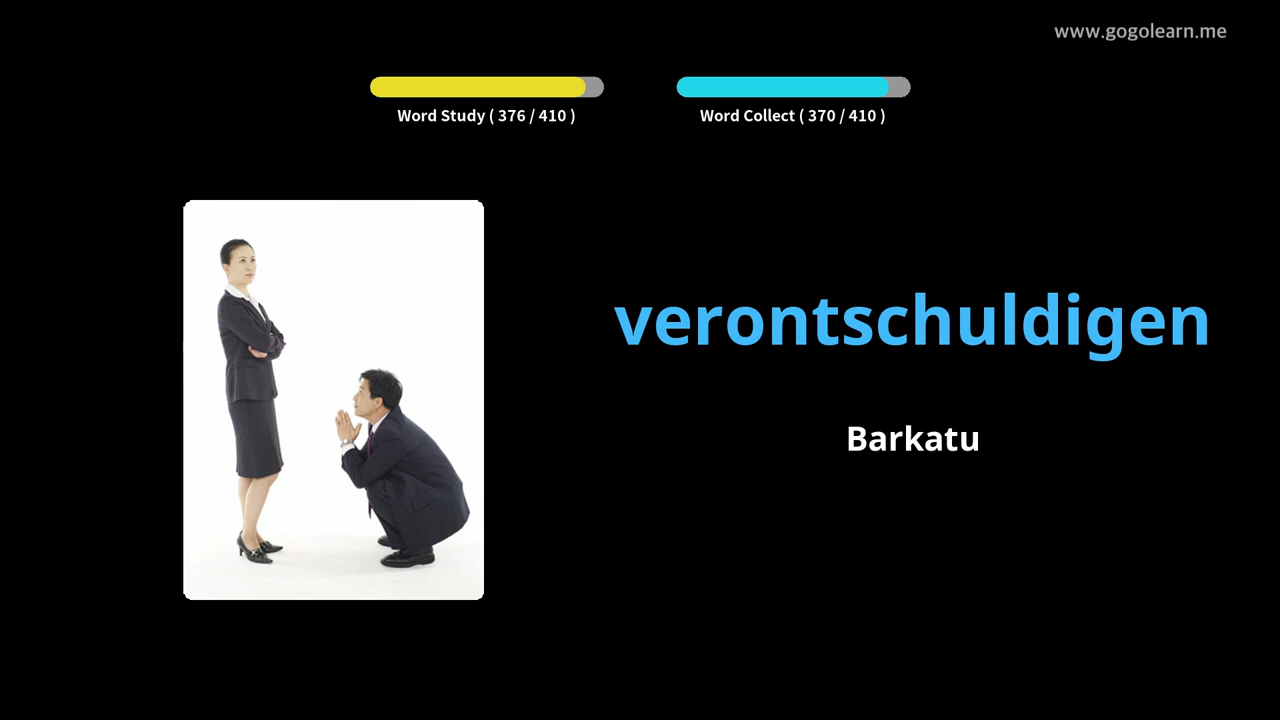 www.gogolearn.me
Word Study ( 376 / 410 )
Word Collect ( 370 / 410 )
verontschuldigen
Barkatu